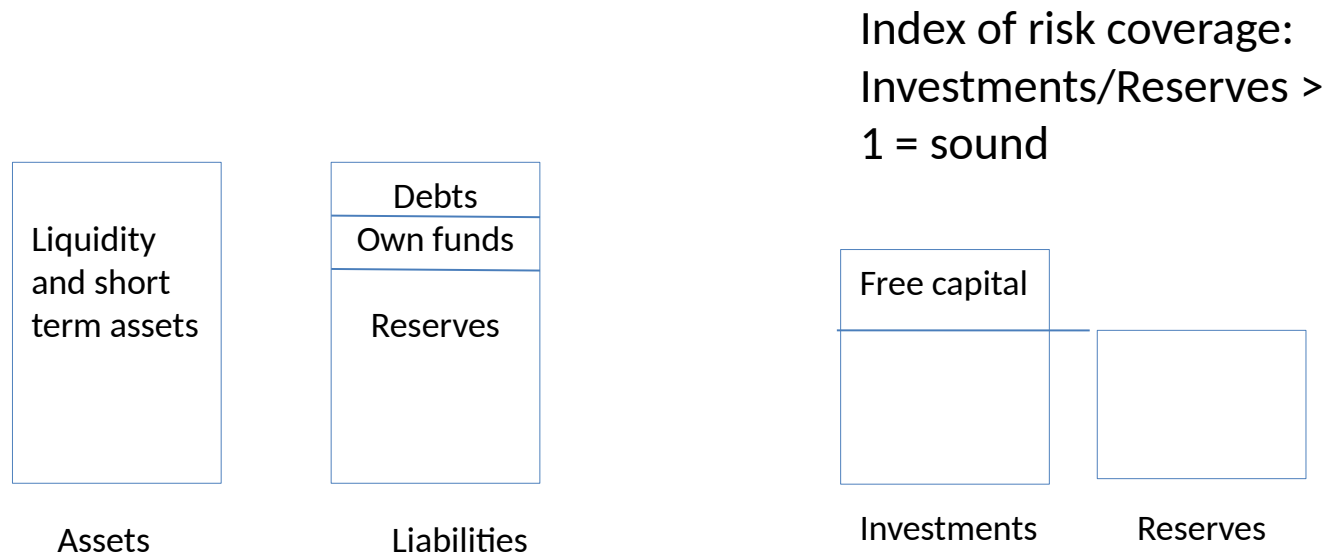 Index of risk coverage:
Investments/Reserves >
1 = sound
Liquidity
and short
term assets
Debts
Own funds
Reserves
Free capital
Assets
Liabilities
Investments
Reserves